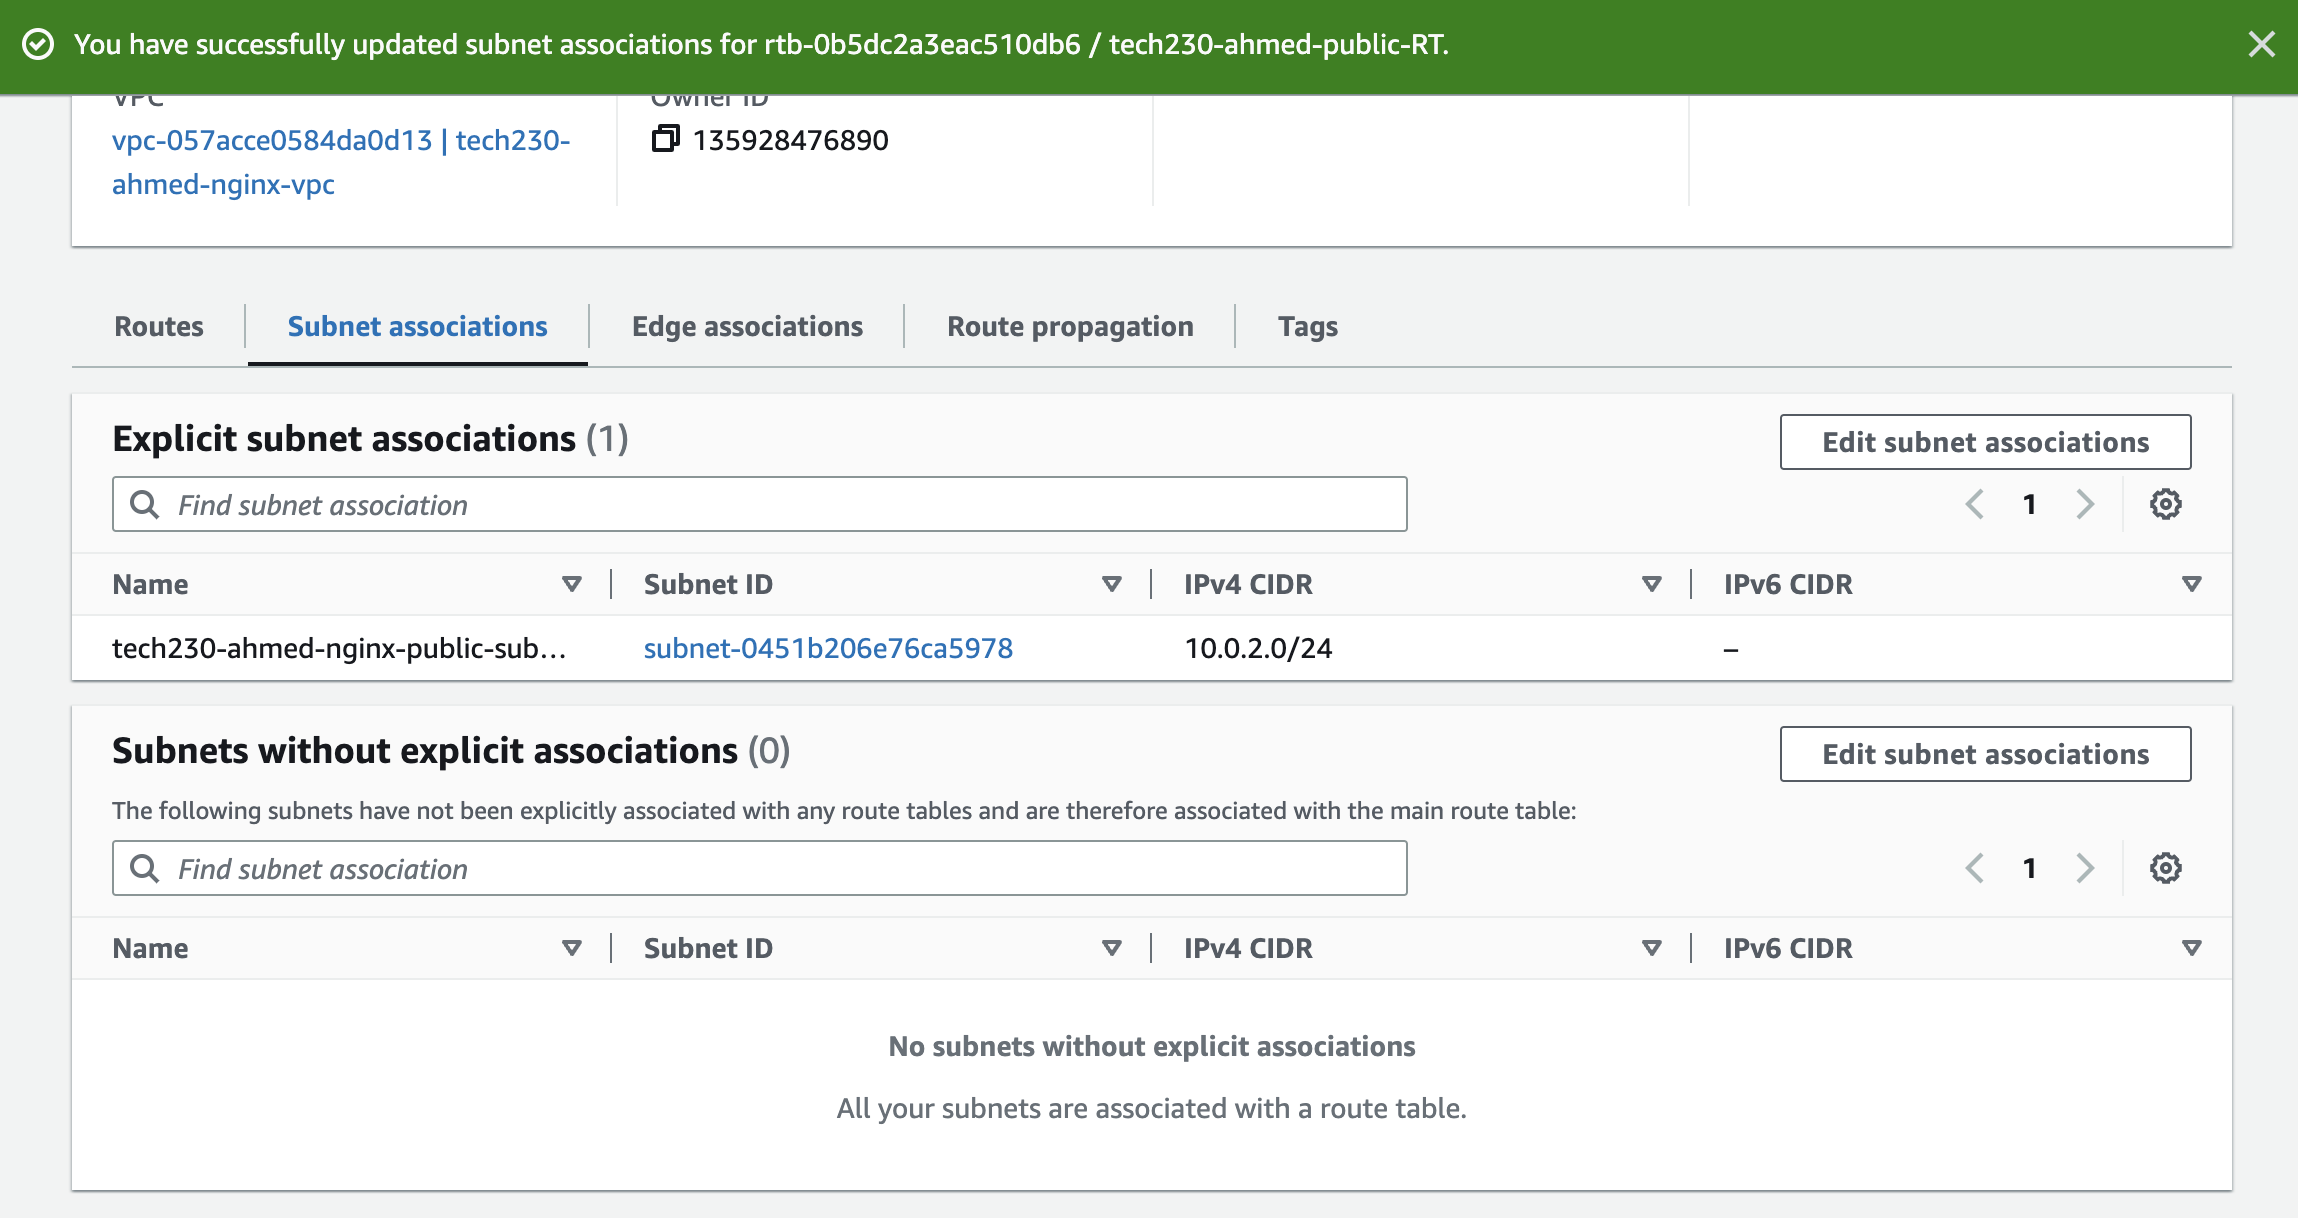 You have successfully updated subnet associations for rtb-0b5dc2a3eac510db6 / tech230-ahmed-public-RT.
VPC
Owner ID
vpc-057acce0584da0d13 | tech230-
ahmed-nginx-vpc
135928476890
Routes
Subnet associations
Edge associations
Route propagation
Tags
Explicit subnet associations (1)
Edit subnet associations
Find subnet association
1
Name
Subnet ID
IPv4 CIDR
IPv6 CIDR
tech230-ahmed-nginx-public-sub...
subnet-0451b206e76ca5978
10.0.2.0/24
–
Subnets without explicit associations (0)
Edit subnet associations
The following subnets have not been explicitly associated with any route tables and are therefore associated with the main route table:
Find subnet association
1
Name
Subnet ID
IPv4 CIDR
IPv6 CIDR
No subnets without explicit associations
All your subnets are associated with a route table.